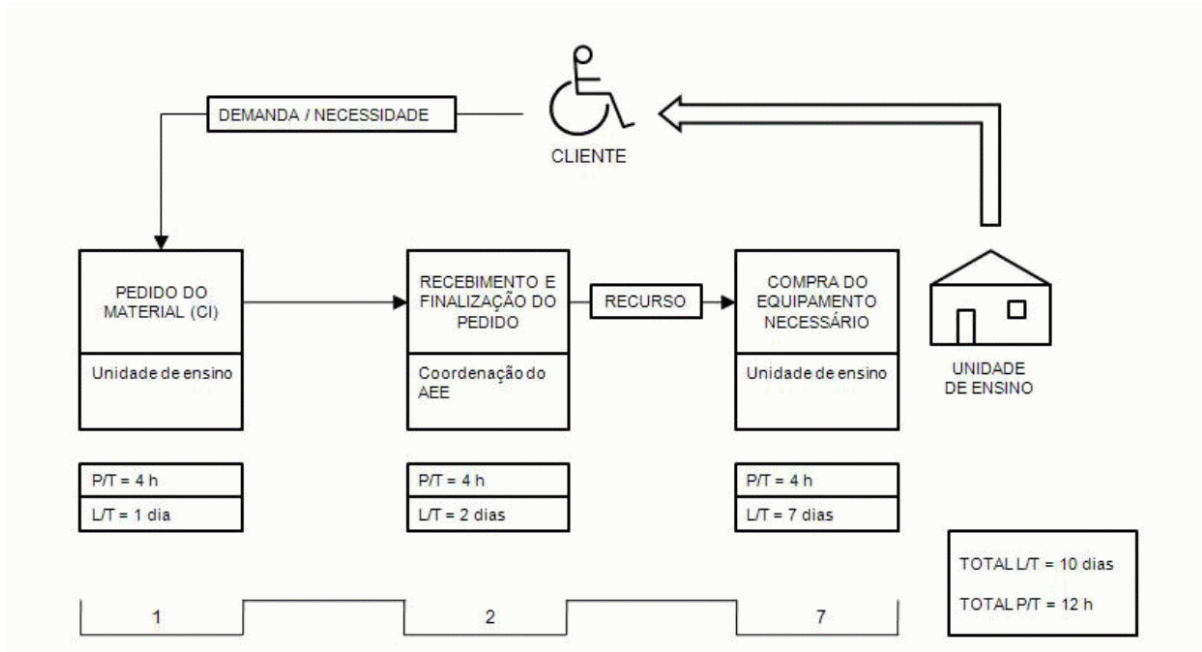 DEMANDA / NECESSIDADE
CLIENTE
PEDIDO DO
MATERIAL (CI)
Unidade de ensino
RECEBIMENTO E
FINALIZAÇÃO DO
PEDIDO
Coordenação do
AEE
RECURSO
COMPRA DO
EQUIPAMENTO
NECESSÁRIO
Unidade de ensino
UNIDADE
DE ENSINO
P/T = 4 h
L/T = 1 dia
P/T = 4 h
L/T = 2 dias
P/T = 4 h
L/T = 7 dias
TOTAL L/T = 10 dias
TOTAL P/T = 12 h
1
2
7